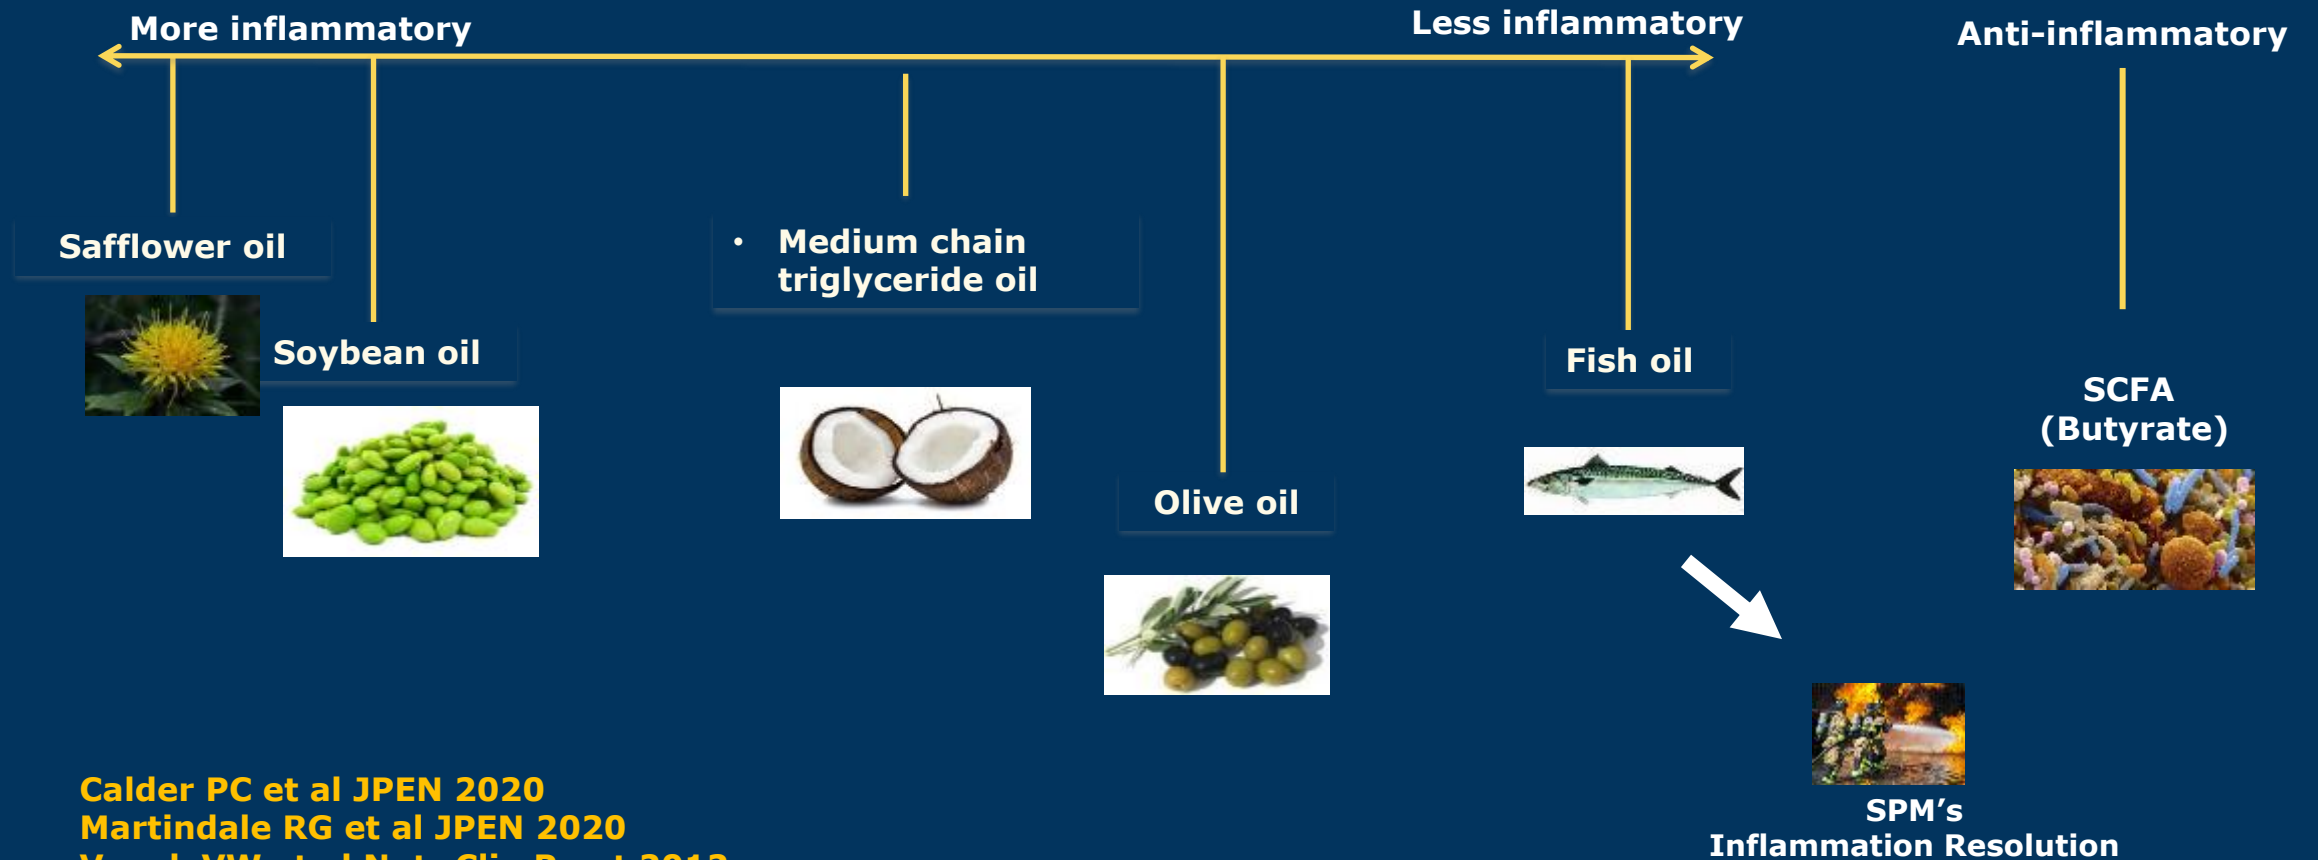 More inflammatory
Less inflammatory
Anti-inflammatory
Safflower oil
• Medium chain
triglyceride oil
Soybean oil
Fish oil
SCFA
(Butyrate)
Olive oil
Calder PC et al JPEN 2020
Martindale RG et al JPEN 2020
SPM's
Inflammation Resolution